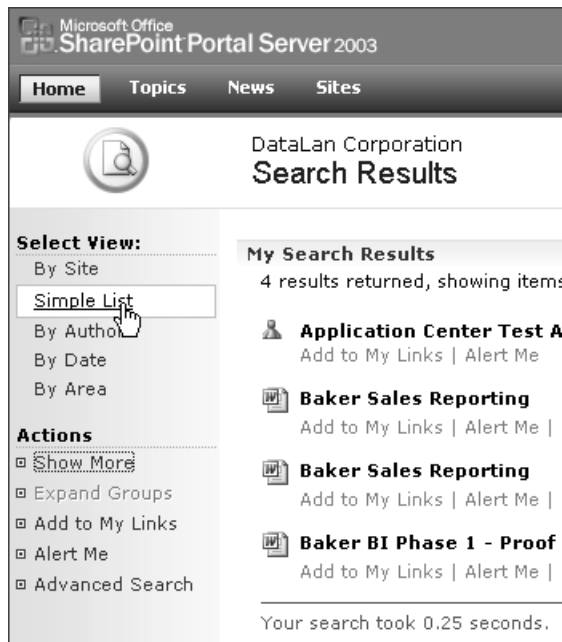 Microsoft Office
SharePoint Portal Server 2003
Home Topics News Sites
DataLan Corporation
Search Results
Select View:
By Site
Simple List
By Author
By Date
By Area
Actions
Show More
Expand Groups
Add to My Links
Alert Me
Advanced Search
My Search Results
4 results returned, showing items
Application Center Test A
Add to My Links | Alert Me
Baker Sales Reporting
Add to My Links | Alert Me |
Baker Sales Reporting
Add to My Links | Alert Me |
Baker BI Phase 1 - Proof
Add to My Links | Alert Me |
Your search took 0.25 seconds.